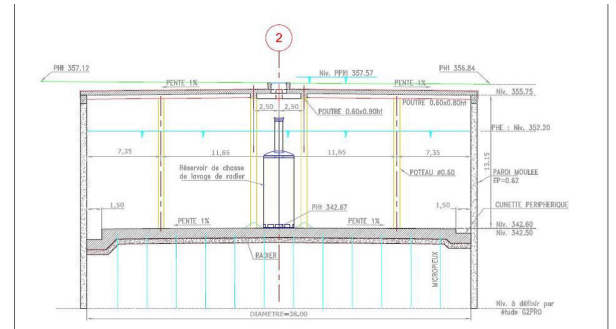 2
PHI 357.12
Niv. PPRI 357.57
PHI 356.84
PENTE 1%
PENTE 1%
Niv. 355.75
2,50
2,50
POUTRE 0.60x0.80ht
POUTRE 0.60x0.90ht
PHE : Niv. 357.20
7,35
11,65
11,65
7,35
13,15
Réservoir de chasse
de lavage de radier
POTEAU Ø0.60
PAROI MOULEE
EP=0.62
PHI 342.67
1,50
1,50
CUNETTE PERIPHERIQUE
PENTE 1%
PENTE 1%
Niv. 342.60
Niv. 342.50
RADIER
MICROPIEUX
Niv. à définir par
étude G2PRO
DIAMETRE=38,00